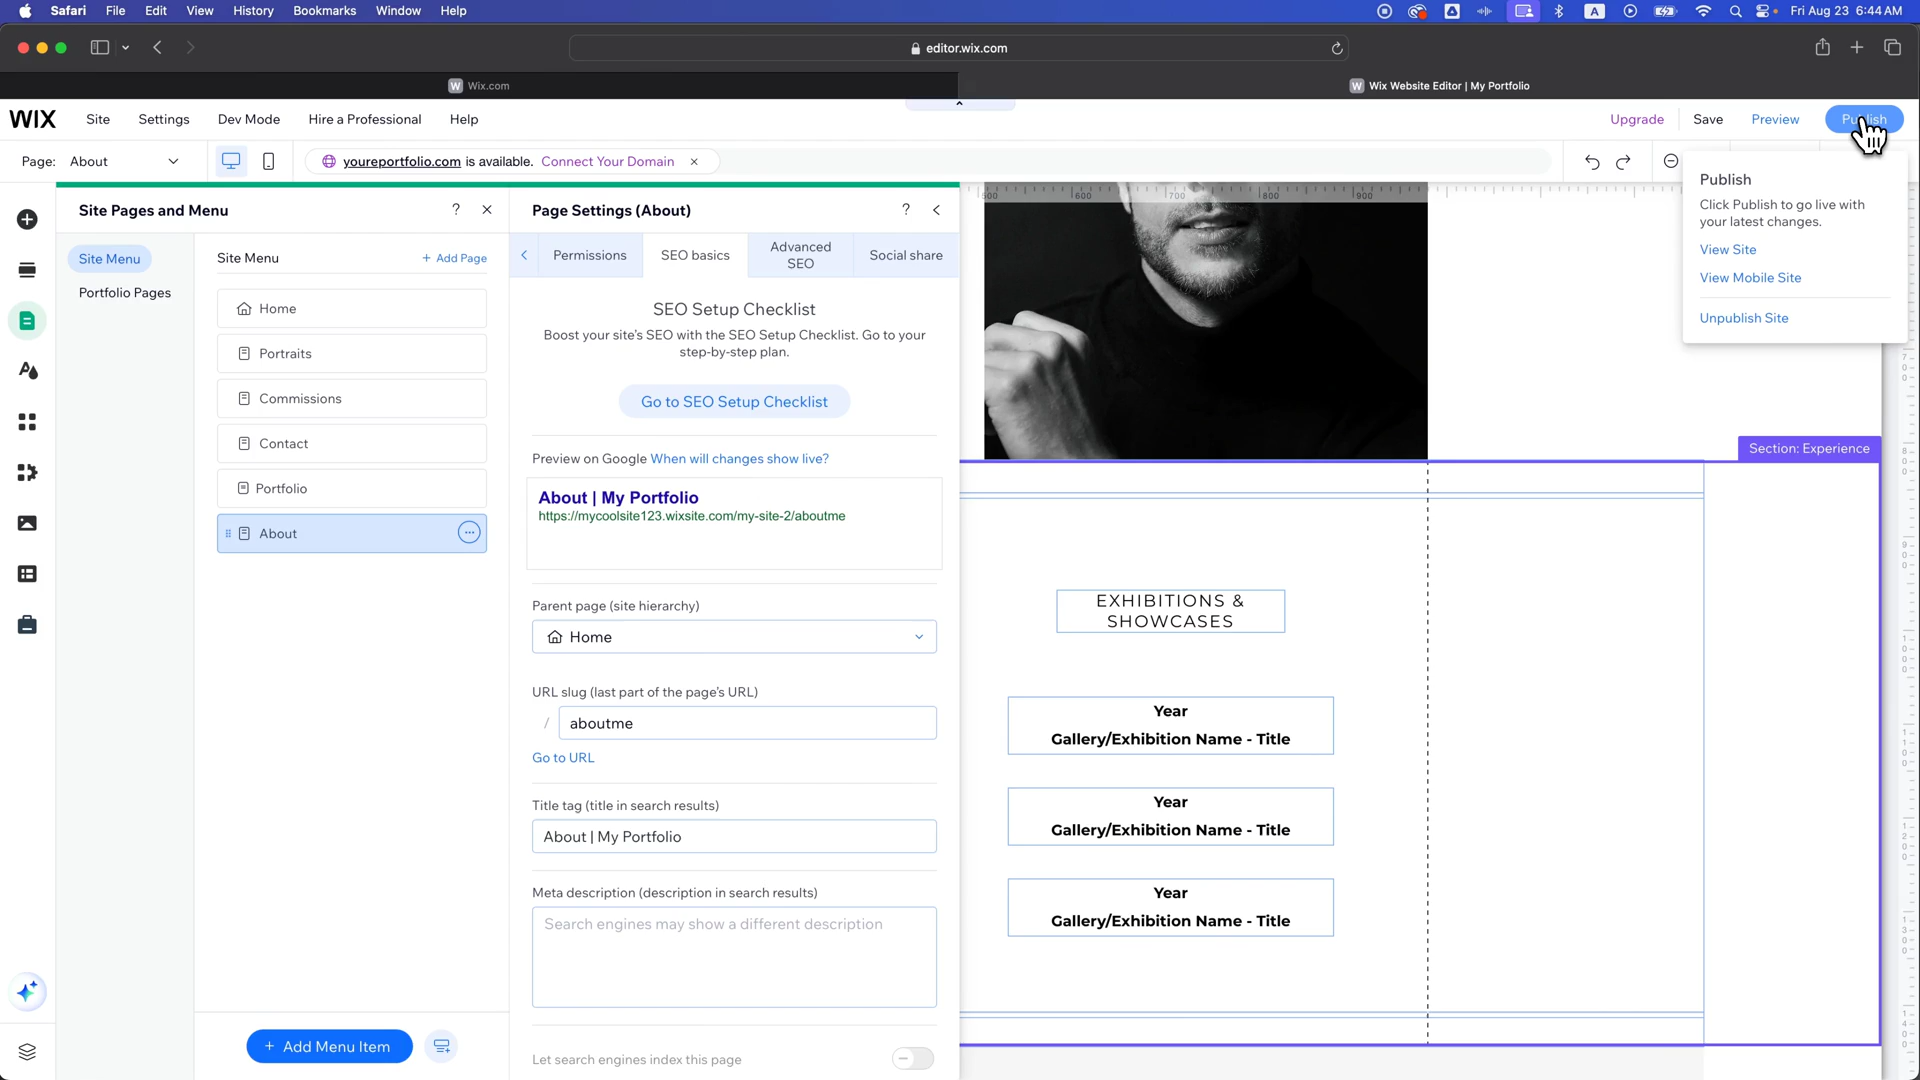 Safari File Edit View History Bookmarks Window Help
A
Fri Aug 23 6:44 AM
editor.wix.com
W Wix.com
W Wix Website Editor | My Portfolio
WIX Site Settings Dev Mode Hire a Professional Help
Upgrade Save Preview Publish
Page: About
youreportfolio.com is available. Connect Your Domain
Publish
Click Publish to go live with
your latest changes.
View Site
View Mobile Site
Unpublish Site
Site Pages and Menu
?
Site Menu
Portfolio Pages
Site Menu
+ Add Page
Home
Portraits
Commissions
Contact
Portfolio
About
+ Add Menu Item
Page Settings (About)
?
Permissions
SEO basics
Advanced
SEO
Social share
SEO Setup Checklist
Boost your site's SEO with the SEO Setup Checklist. Go to your
step-by-step plan.
Go to SEO Setup Checklist
Preview on Google When will changes show live?
About | My Portfolio
https://mycoolsite123.wixsite.com/my-site-2/aboutme
Parent page (site hierarchy)
Home
URL slug (last part of the page's URL)
/ aboutme
Go to URL
Title tag (title in search results)
About | My Portfolio
Meta description (description in search results)
Search engines may show a different description
Let search engines index this page
500 600 700 800 900
Section: Experience
EXHIBITIONS &
SHOWCASES
Year
Gallery/Exhibition Name - Title
Year
Gallery/Exhibition Name - Title
Year
Gallery/Exhibition Name - Title